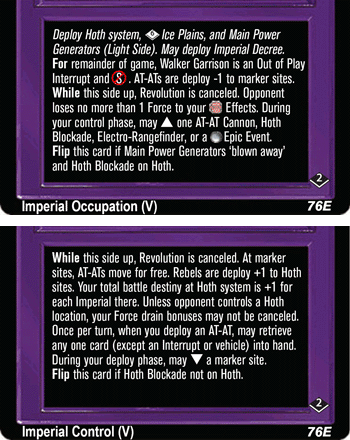 Deploy Hoth system, Ice Plains, and Main Power
Generators (Light Side). May deploy Imperial Decree.
For remainder of game, Walker Garrison is an Out of Play
Interrupt and S. AT-ATs are deploy -1 to marker sites.
While this side up, Revolution is canceled. Opponent
loses no more than 1 Force to your Effects. During
your control phase, may ▲ one AT-AT Cannon, Hoth
Blockade, Electro-Rangefinder, or a Epic Event.
Flip this card if Main Power Generators 'blown away'
and Hoth Blockade on Hoth.
2
Imperial Occupation (V) 76E
While this side up, Revolution is canceled. At marker
sites, AT-ATs move for free. Rebels are deploy +1 to Hoth
sites. Your total battle destiny at Hoth system is +1 for
each Imperial there. Unless opponent controls a Hoth
location, your Force drain bonuses may not be canceled.
Once per turn, when you deploy an AT-AT, may retrieve
any one card (except an Interrupt or vehicle) into hand.
During your deploy phase, may ▼ a marker site.
Flip this card if Hoth Blockade not on Hoth.
2
Imperial Control (V) 76E